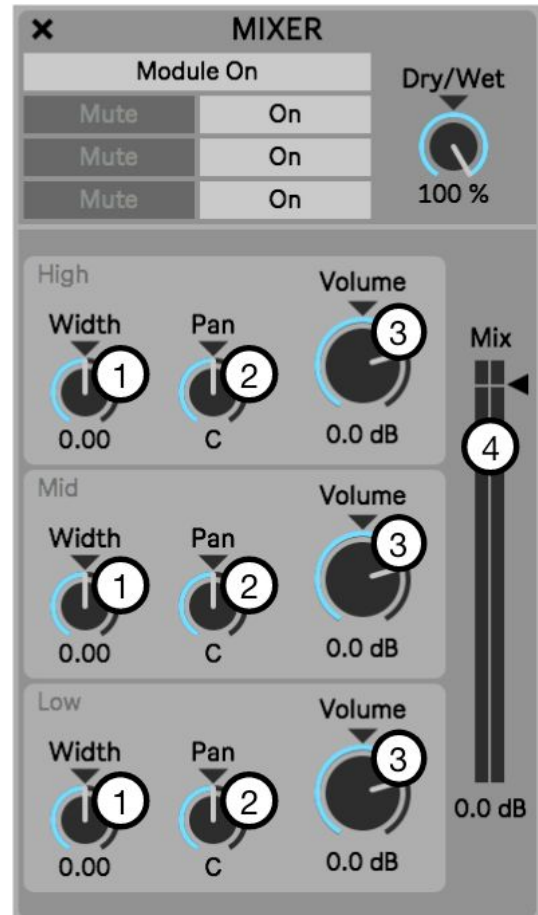 × MIXER
Module On
Dry/Wet
Mute On
Mute On
Mute On
100 %
High
Volume
Width Pan
1 2 3
0.00 C 0.0 dB
Mix
4
Mid
Volume
Width Pan
1 2 3
0.00 C 0.0 dB
Low
Volume
Width Pan
1 2 3
0.00 C 0.0 dB
0.0 dB